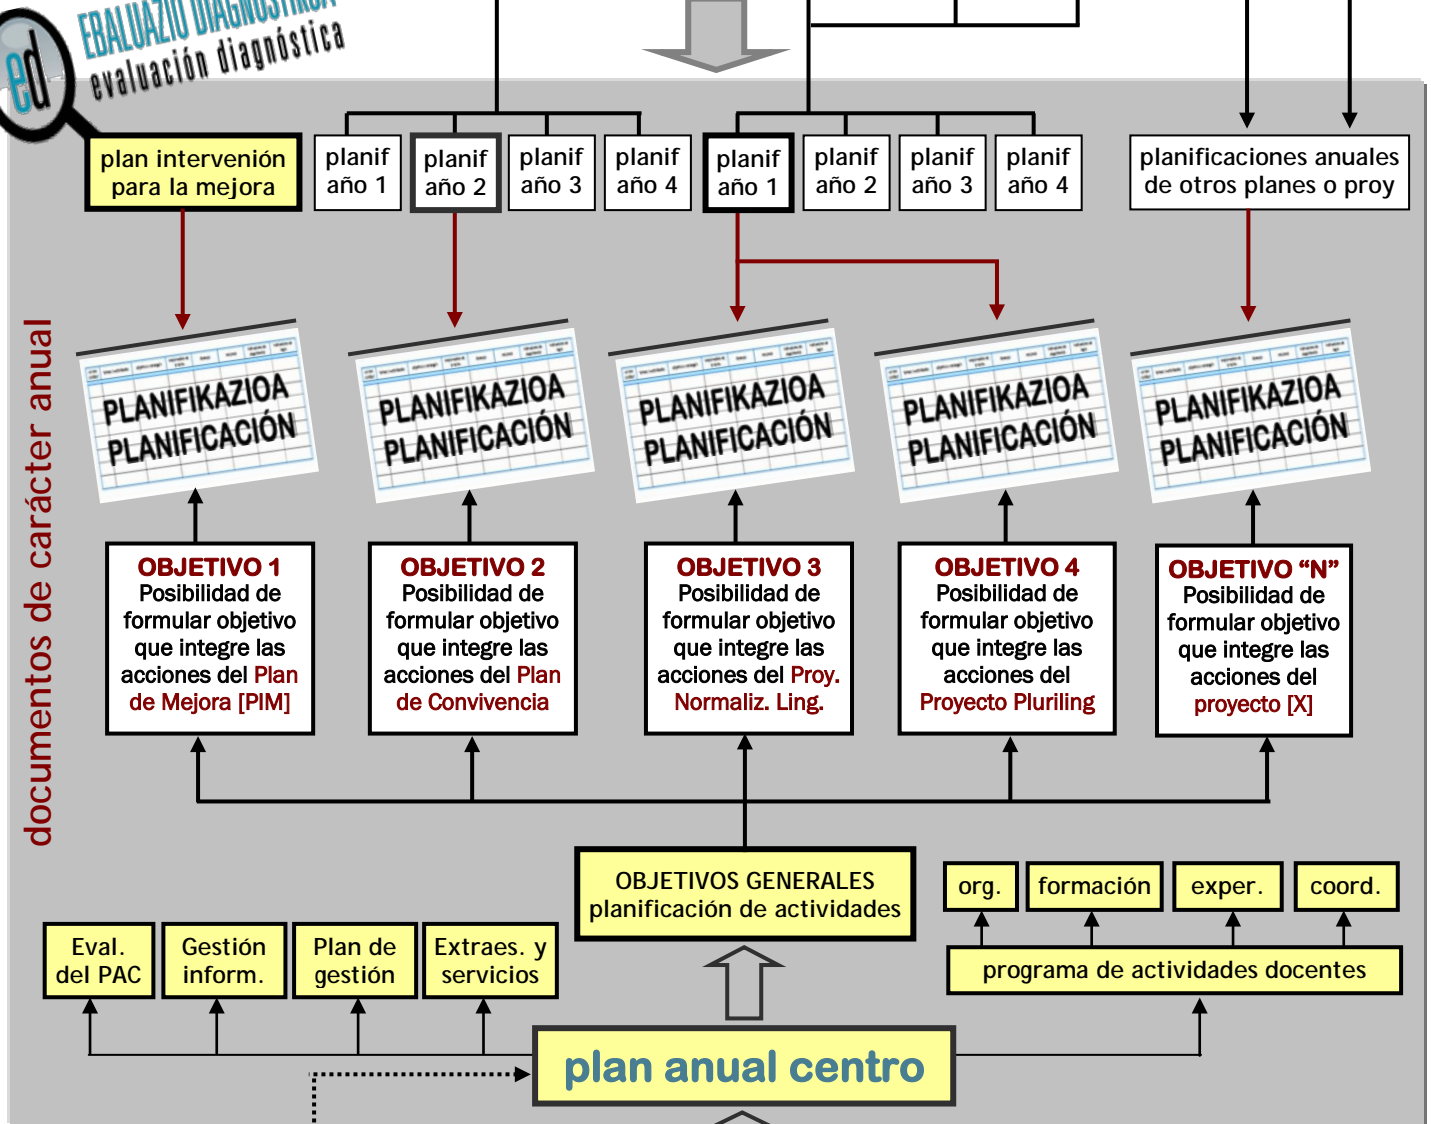 EBALUAZIO DIAGNOSTIKOA
evaluación diagnóstica
ed
plan intervenión
para la mejora
planif
año 1
planif
año 2
planif
año 3
planif
año 4
planif
año 1
planif
año 2
planif
año 3
planif
año 4
planificaciones anuales
de otros planes o proy
documentos de carácter anual
PLANIFIKAZIOA
PLANIFICACIÓN
PLANIFIKAZIOA
PLANIFICACIÓN
PLANIFIKAZIOA
PLANIFICACIÓN
PLANIFIKAZIOA
PLANIFICACIÓN
PLANIFIKAZIOA
PLANIFICACIÓN
OBJETIVO 1
Posibilidad de
formular objetivo
que integre las
acciones del Plan
de Mejora [PIM]
OBJETIVO 2
Posibilidad de
formular objetivo
que integre las
acciones del Plan
de Convivencia
OBJETIVO 3
Posibilidad de
formular objetivo
que integre las
acciones del Proy.
Normaliz. Ling.
OBJETIVO 4
Posibilidad de
formular objetivo
que integre las
acciones del
Proyecto Pluriling
OBJETIVO “N”
Posibilidad de
formular objetivo
que integre las
acciones del
proyecto [X]
OBJETIVOS GENERALES
planificación de actividades
org.
formación
exper.
coord.
programa de actividades docentes
Eval.
del PAC
Gestión
inform.
Plan de
gestión
Extraes. y
servicios
plan anual centro